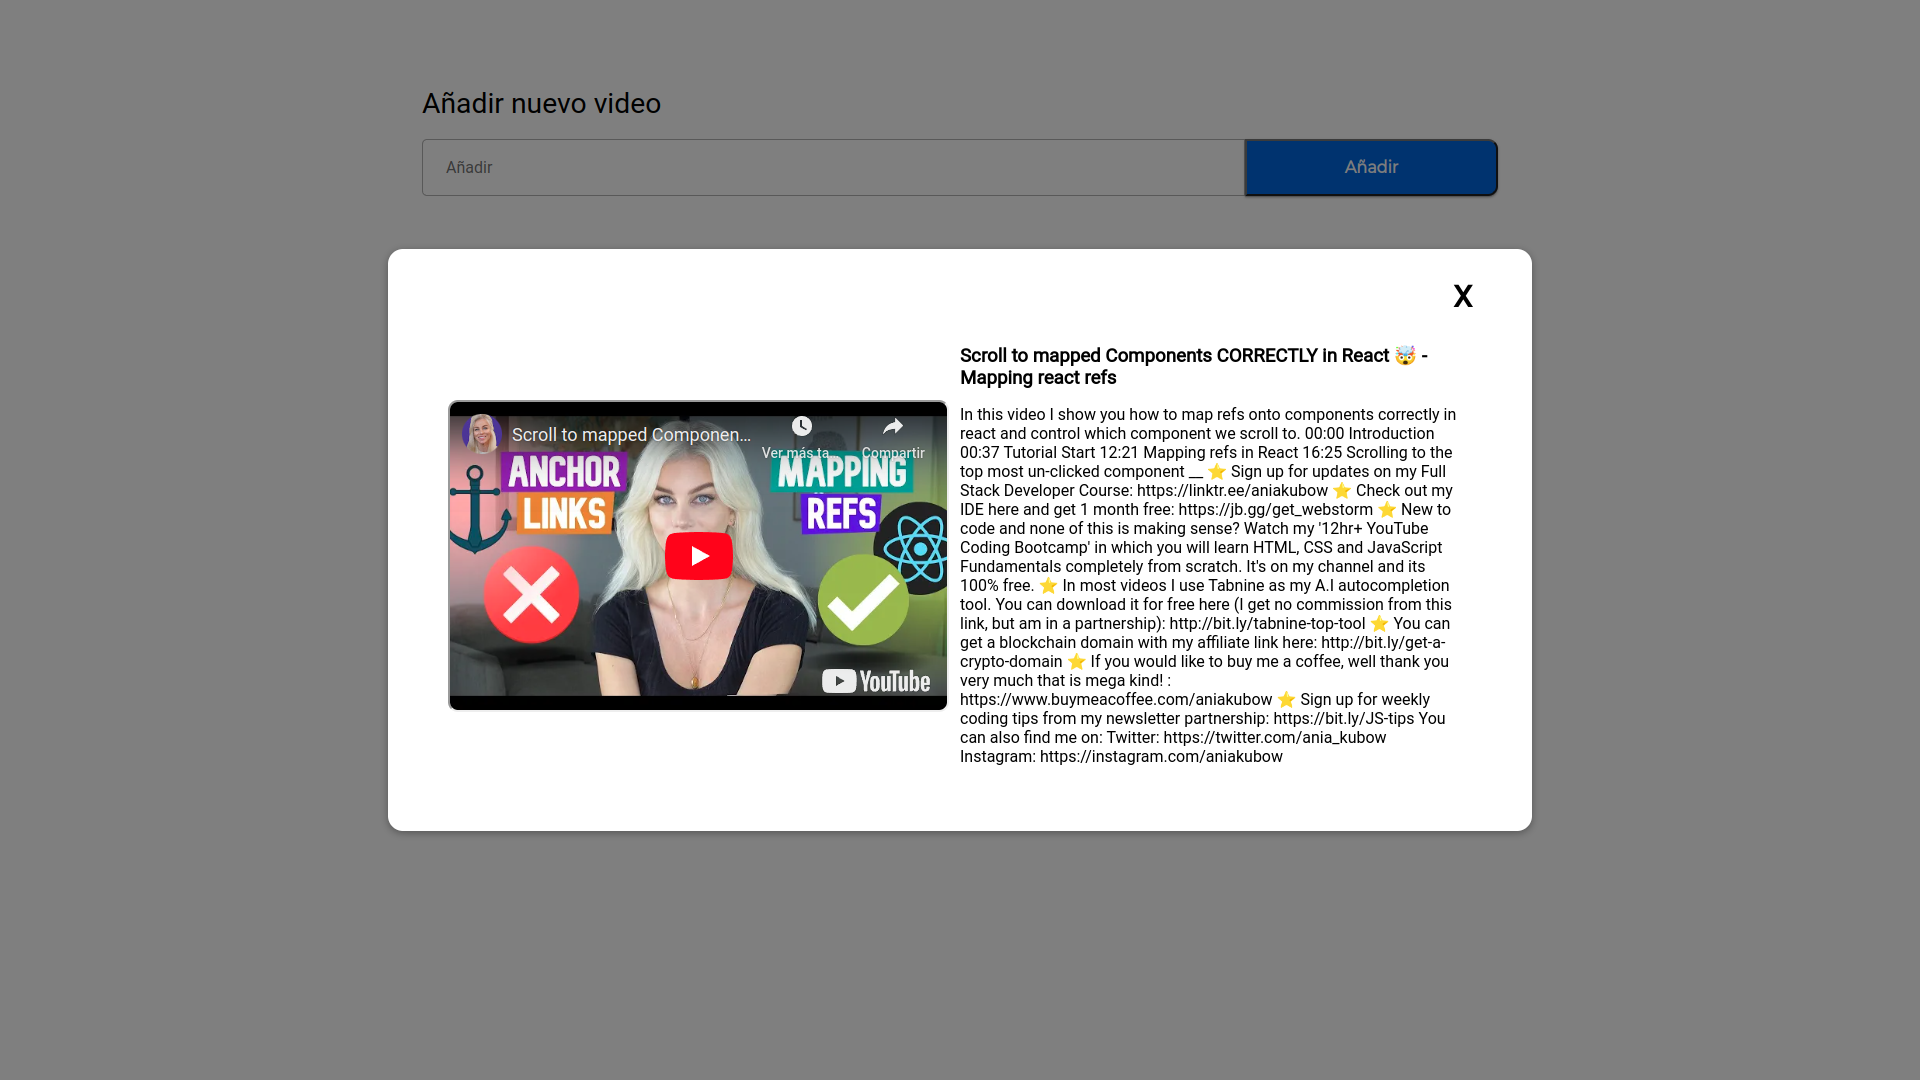 Añadir nuevo video
Añadir
Añadir
X
Scroll to mapped Componen...
Ver más ta...
Compartir
ANCHOR
LINKS
MAPPING
REFS
YouTube
Scroll to mapped Components CORRECTLY in React 🤯 -
Mapping react refs
In this video I show you how to map refs onto components correctly in
react and control which component we scroll to. 00:00 Introduction
00:37 Tutorial Start 12:21 Mapping refs in React 16:25 Scrolling to the
top most un-clicked component __ ⭐ Sign up for updates on my Full
Stack Developer Course: https://linktr.ee/aniakubow ⭐ Check out my
IDE here and get 1 month free: https://jb.gg/get_webstorm ⭐ New to
code and none of this is making sense? Watch my '12hr+ YouTube
Coding Bootcamp' in which you will learn HTML, CSS and JavaScript
Fundamentals completely from scratch. It's on my channel and its
100% free. ⭐ In most videos I use Tabnine as my A.I autocompletion
tool. You can download it for free here (I get no commission from this
link, but am in a partnership): http://bit.ly/tabnine-top-tool ⭐ You can
get a blockchain domain with my affiliate link here: http://bit.ly/get-a-
crypto-domain ⭐ If you would like to buy me a coffee, well thank you
very much that is mega kind! :
https://www.buymeacoffee.com/aniakubow ⭐ Sign up for weekly
coding tips from my newsletter partnership: https://bit.ly/JS-tips You
can also find me on: Twitter: https://twitter.com/ania_kubow
Instagram: https://instagram.com/aniakubow